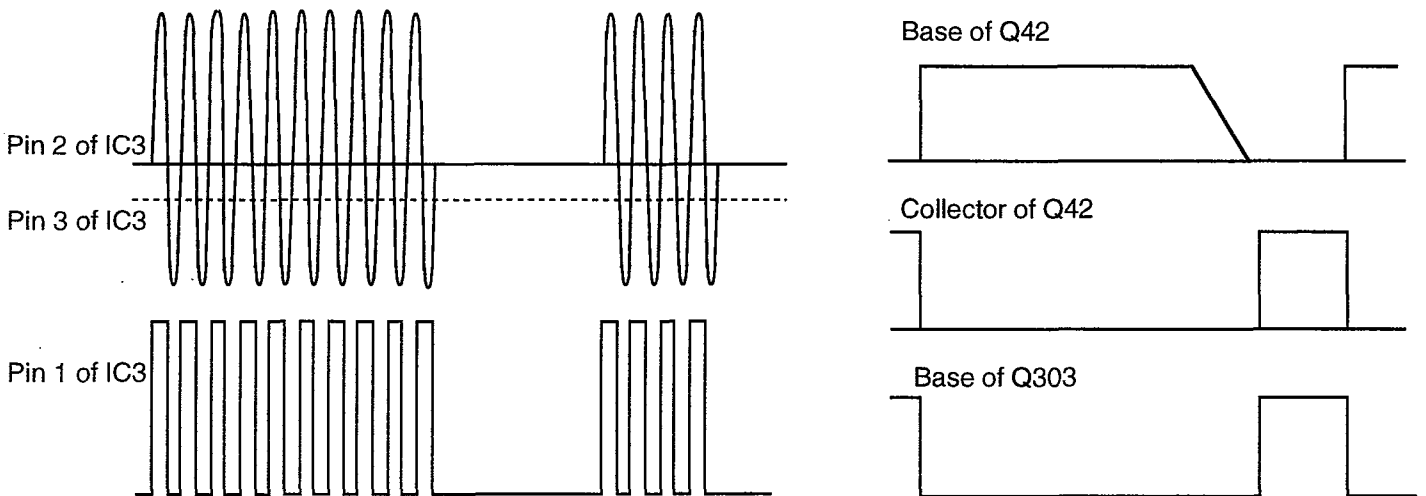 Pin 2 of IC3
Pin 3 of IC3
Pin 1 of IC3
Base of Q42
Collector of Q42
Base of Q303